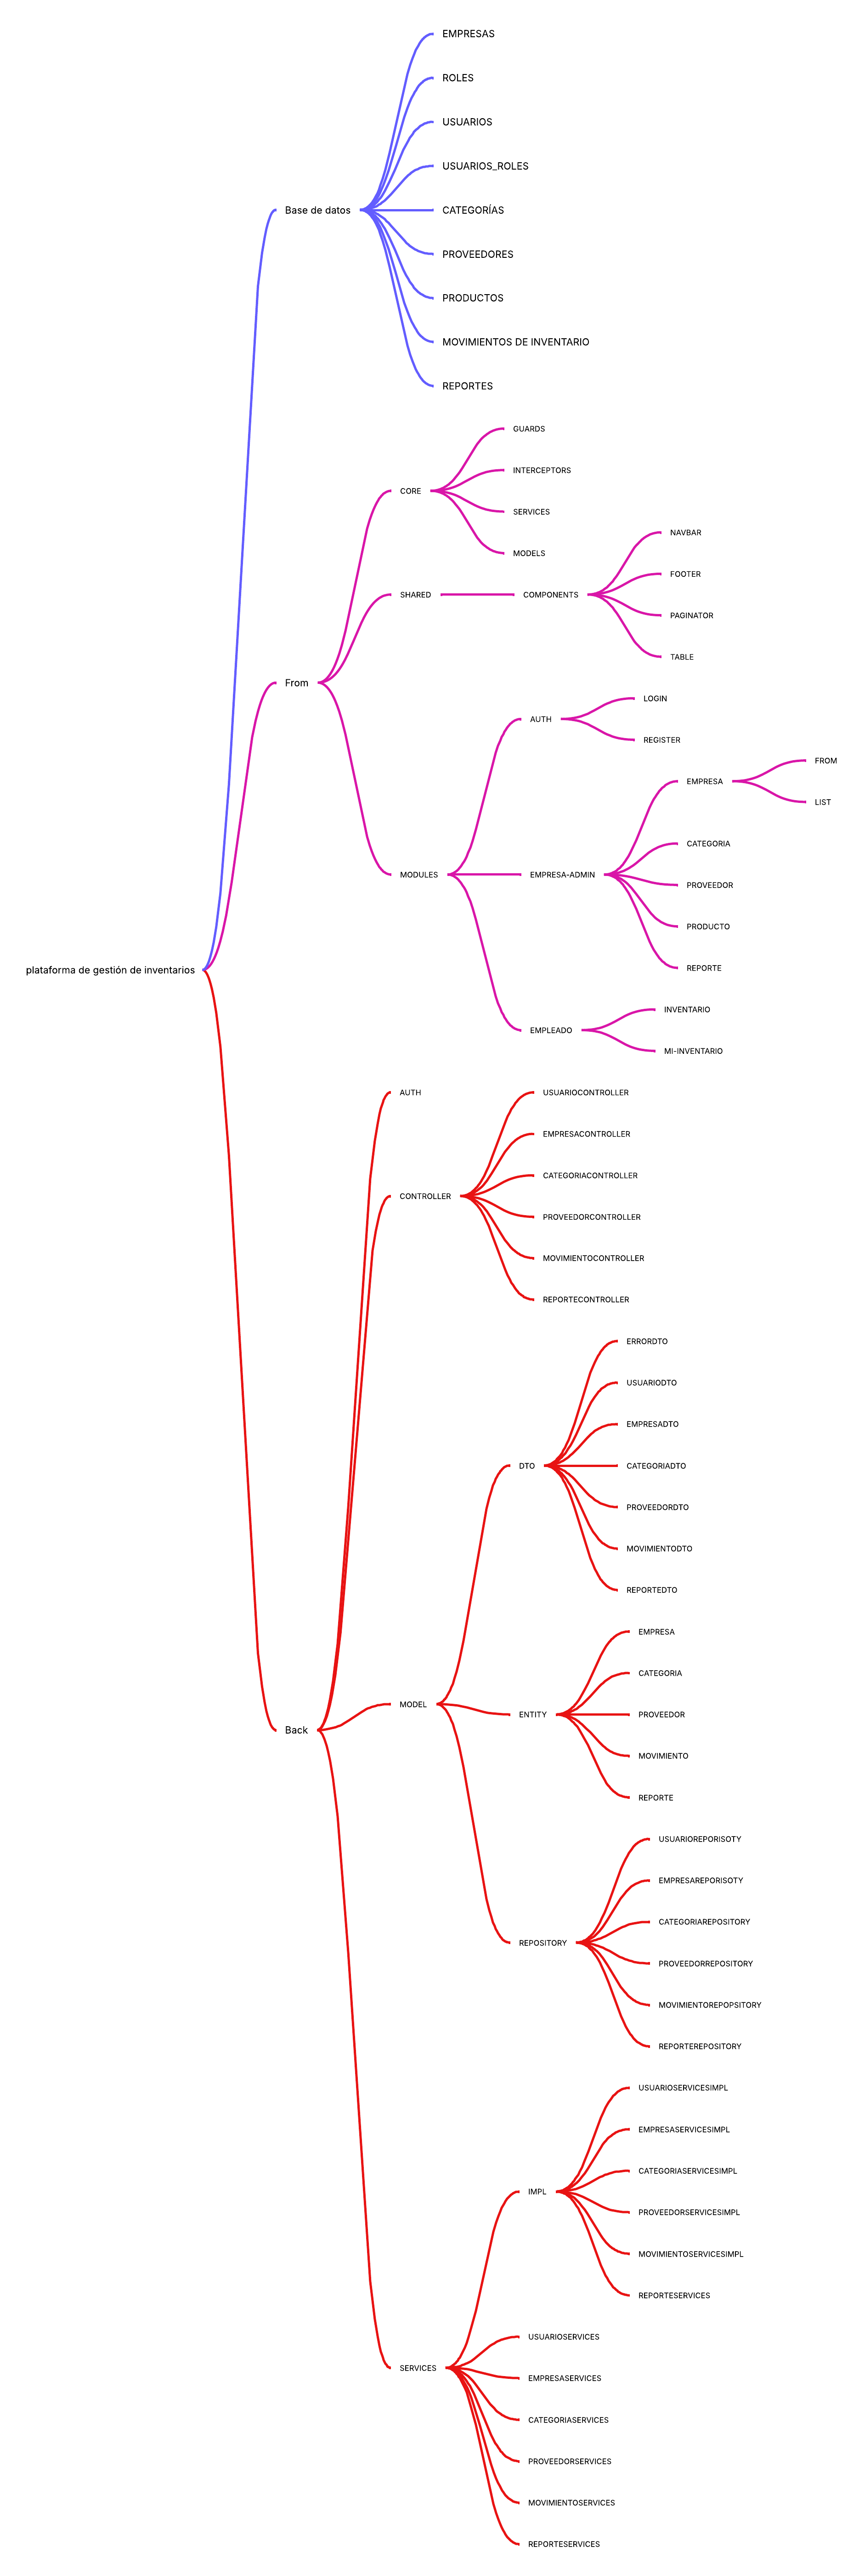 EMPRESAS
ROLES
USUARIOS
USUARIOS_ROLES
Base de datos
CATEGORÍAS
PROVEEDORES
PRODUCTOS
MOVIMIENTOS DE INVENTARIO
REPORTES
GUARDS
INTERCEPTORS
CORE
SERVICES
MODELS
NAVBAR
FOOTER
SHARED
COMPONENTS
PAGINATOR
TABLE
From
LOGIN
AUTH
REGISTER
FROM
EMPRESA
LIST
CATEGORIA
MODULES
EMPRESA-ADMIN
PROVEEDOR
PRODUCTO
REPORTE
plataforma de gestión de inventarios
INVENTARIO
EMPLEADO
MI-INVENTARIO
AUTH
USUARIOCONTROLLER
EMPRESACONTROLLER
CATEGORIACONTROLLER
CONTROLLER
PROVEEDORCONTROLLER
MOVIMIENTOCONTROLLER
REPORTECONTROLLER
ERRORDTO
USUARIODTO
EMPRESADTO
DTO
CATEGORIADTO
PROVEEDORDTO
MOVIMIENTODTO
REPORTEDTO
EMPRESA
CATEGORIA
MODEL
ENTITY
PROVEEDOR
Back
MOVIMIENTO
REPORTE
USUARIOREPORISOTY
EMPRESAREPORISOTY
CATEGORIAREPOSITORY
REPOSITORY
PROVEEDORREPOSITORY
MOVIMIENTOREPOPSITORY
REPORTEREPOSITORY
USUARIOSERVICESIMPL
EMPRESASERVICESIMPL
CATEGORIASERVICESIMPL
IMPL
PROVEEDORSERVICESIMPL
MOVIMIENTOSERVICESIMPL
REPORTESERVICES
USUARIOSERVICES
SERVICES
EMPRESASERVICES
CATEGORIASERVICES
PROVEEDORSERVICES
MOVIMIENTOSERVICES
REPORTESERVICES